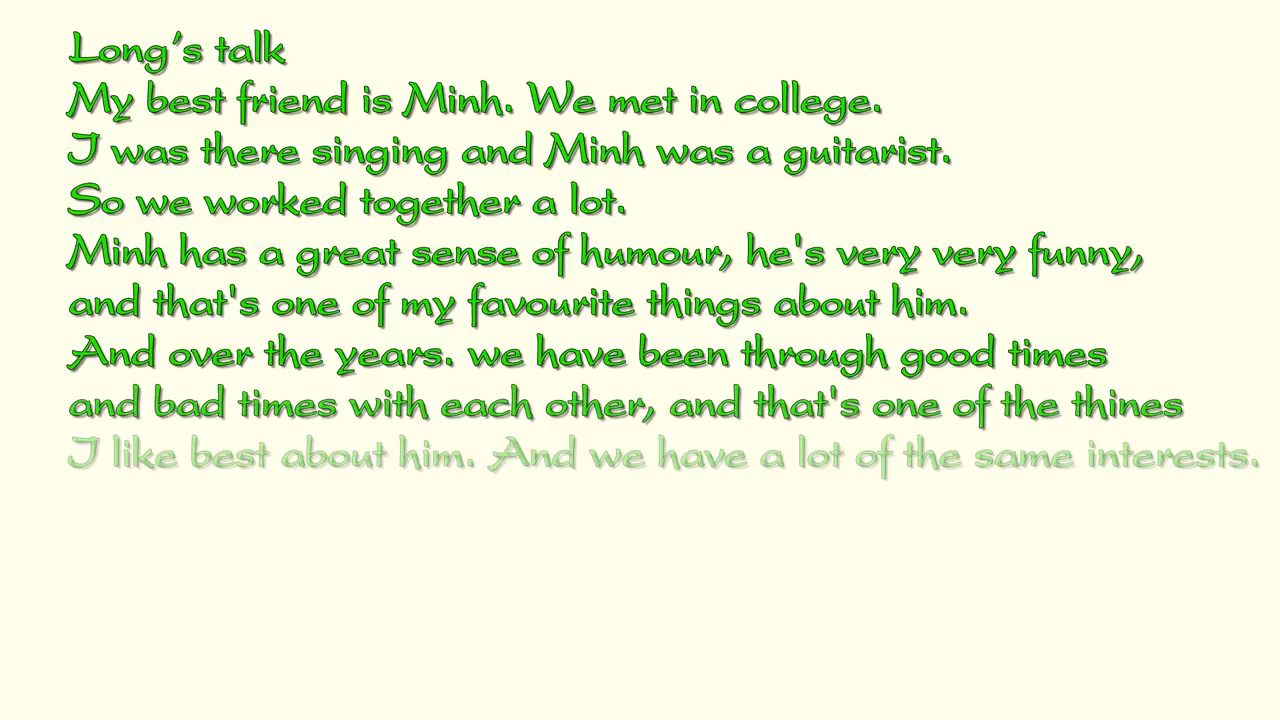 Long's talk
My best friend is Minh. We met in college.
I was there singing and Minh was a guitarist.
So we worked together a lot.
Minh has a great sense of humour, he's very very funny,
and that's one of my favourite things about him.
And over the years. we have been through good times
and bad times with each other, and that's one of the thines
I like best about him. And we have a lot of the same interests.